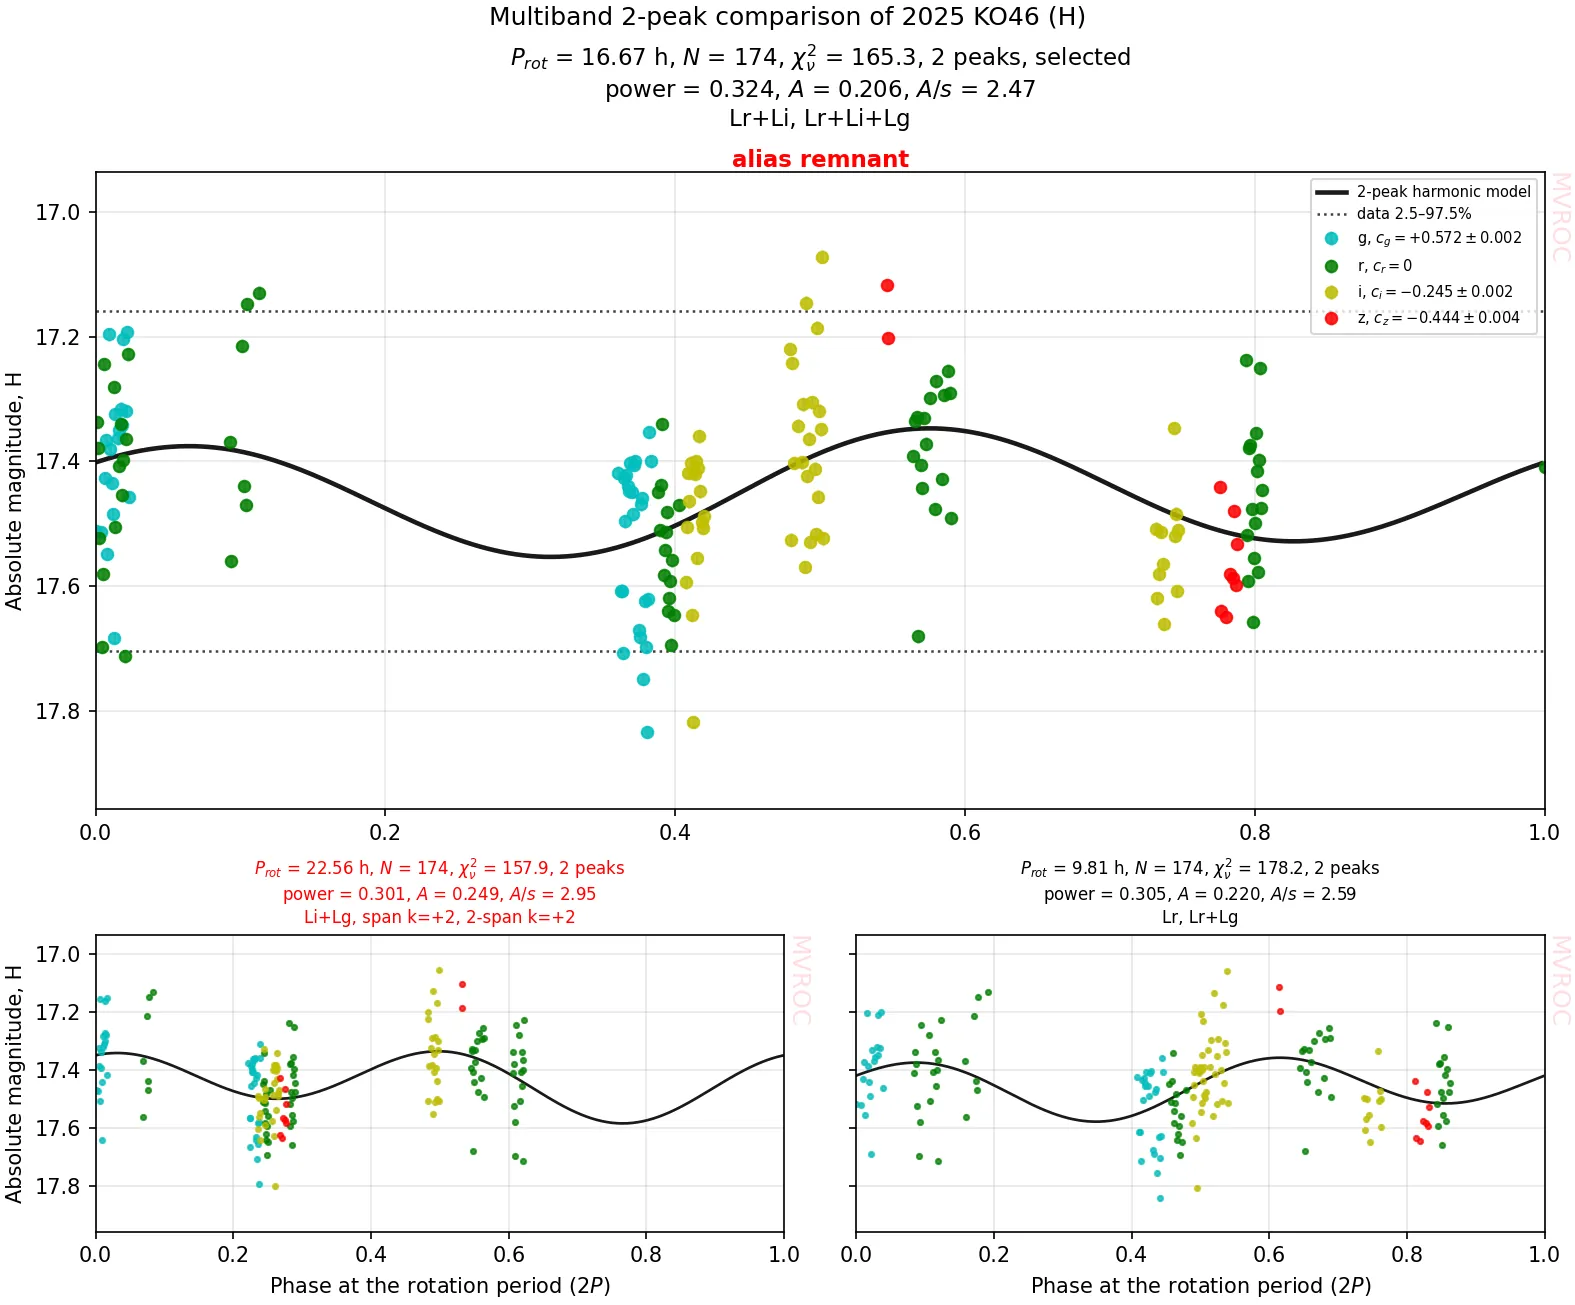 Multiband 2-peak comparison of 2025 KO46 (H)
P_rot = 16.67 h, N = 174, χ²_ν = 165.3, 2 peaks, selected
power = 0.324, A = 0.206, A/s = 2.47
Lr+Li, Lr+Li+Lg
alias remnant
MVROC
2-peak harmonic model
data 2.5–97.5%
g, c_g = +0.572 ± 0.002
r, c_r = 0
i, c_i = −0.245 ± 0.002
z, c_z = −0.444 ± 0.004
Absolute magnitude, H
17.0
17.2
17.4
17.6
17.8
0.0 0.2 0.4 0.6 0.8 1.0
P_rot = 22.56 h, N = 174, χ²_ν = 157.9, 2 peaks
power = 0.301, A = 0.249, A/s = 2.95
Li+Lg, span k=+2, 2-span k=+2
MVROC
Absolute magnitude, H
17.0
17.2
17.4
17.6
17.8
0.0 0.2 0.4 0.6 0.8 1.0
Phase at the rotation period (2P)
P_rot = 9.81 h, N = 174, χ²_ν = 178.2, 2 peaks
power = 0.305, A = 0.220, A/s = 2.59
Lr, Lr+Lg
MVROC
0.0 0.2 0.4 0.6 0.8 1.0
Phase at the rotation period (2P)